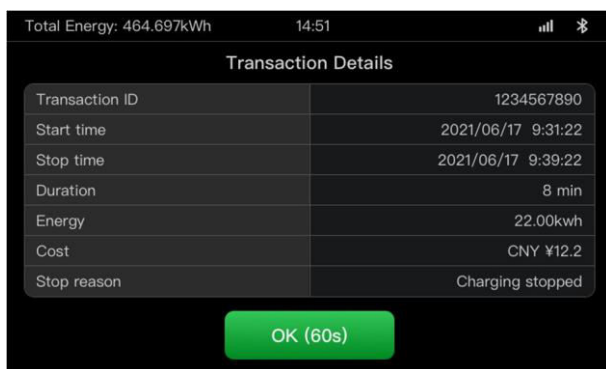 Total Energy: 464.697kWh 14:51
Transaction Details
Transaction ID 1234567890
Start time 2021/06/17 9:31:22
Stop time 2021/06/17 9:39:22
Duration 8 min
Energy 22.00kwh
Cost CNY ¥12.2
Stop reason Charging stopped
OK (60s)